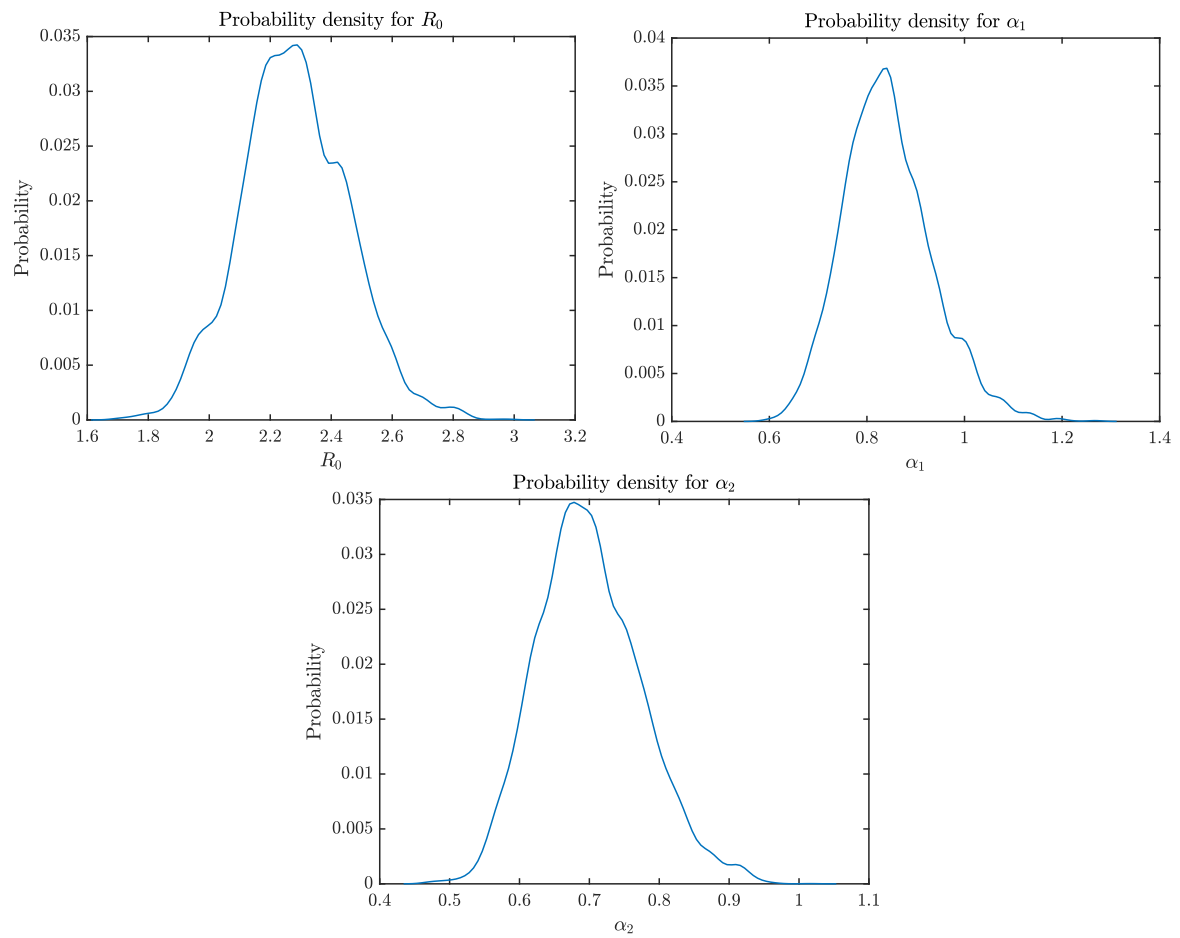 Probability density for R₀
Probability
0.035
0.03
0.025
0.02
0.015
0.01
0.005
0
1.6 1.8 2 2.2 2.4 2.6 2.8 3 3.2
R₀
Probability density for α₁
Probability
0.04
0.035
0.03
0.025
0.02
0.015
0.01
0.005
0
0.4 0.6 0.8 1 1.2 1.4
α₁
Probability density for α₂
Probability
0.035
0.03
0.025
0.02
0.015
0.01
0.005
0
0.4 0.5 0.6 0.7 0.8 0.9 1 1.1
α₂